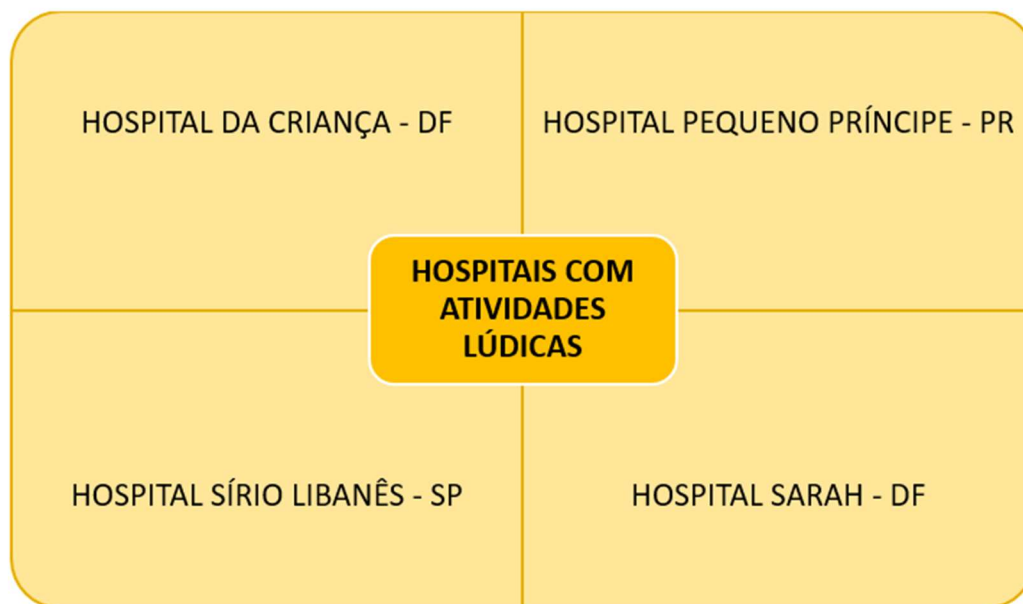 HOSPITAL DA CRIANÇA - DF
HOSPITAL PEQUENO PRÍNCIPE - PR
HOSPITAIS COM
ATIVIDADES
LÚDICAS
HOSPITAL SÍRIO LIBANÊS - SP
HOSPITAL SARAH - DF